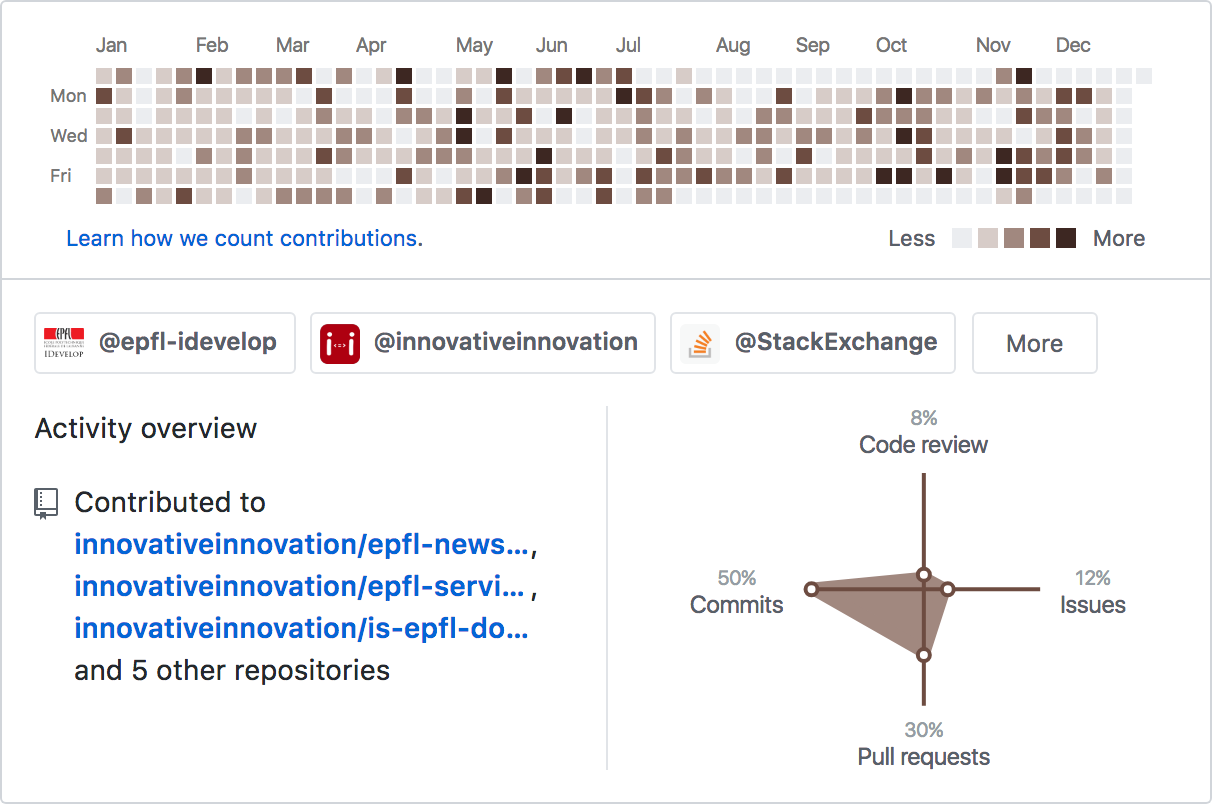 Jan Feb Mar Apr May Jun Jul Aug Sep Oct Nov Dec
Mon
Wed
Fri
Learn how we count contributions.
Less More
EPFL
IDEVELOP
@epfl-idevelop
@innovativeinnovation
@StackExchange
More
Activity overview
Contributed to
innovativeinnovation/epfl-news…,
innovativeinnovation/epfl-servi… ,
innovativeinnovation/is-epfl-do…
and 5 other repositories
8%
Code review
50%
Commits
12%
Issues
30%
Pull requests